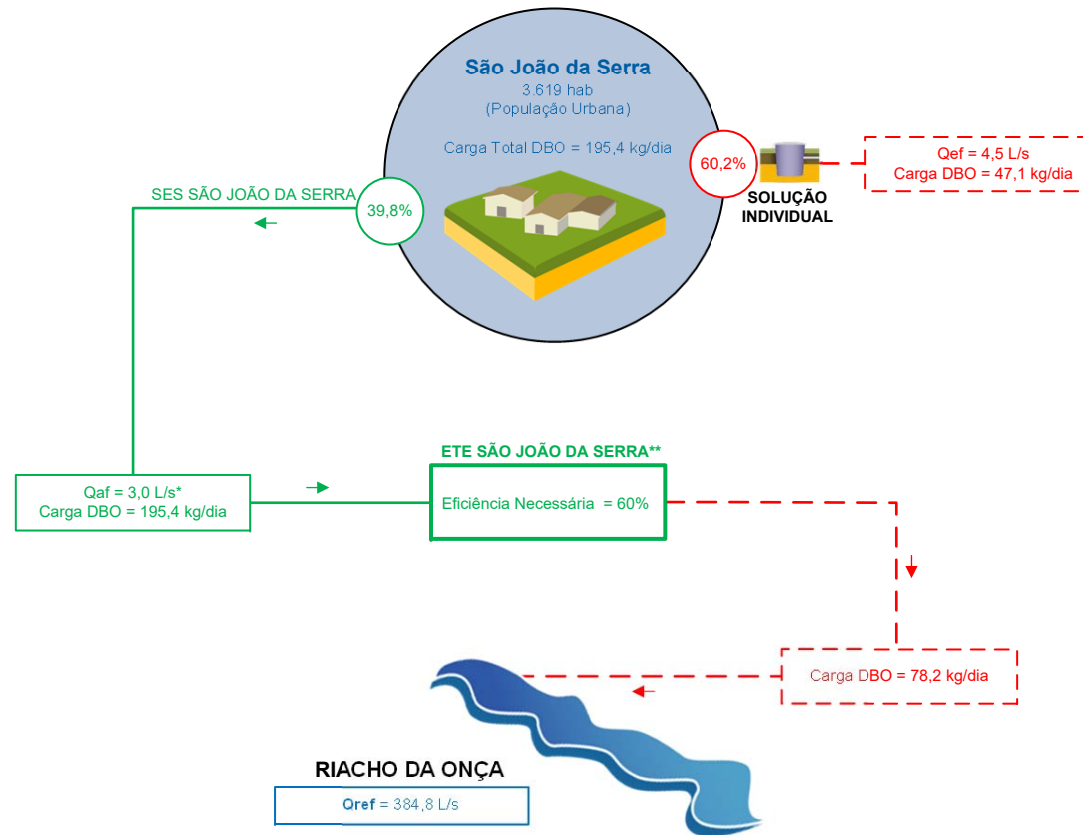 São João da Serra
3.619 hab
(População Urbana)
Carga Total DBO = 195,4 kg/dia
60,2%
SOLUÇÃO
INDIVIDUAL
Qef = 4,5 L/s
Carga DBO = 47,1 kg/dia
SES SÃO JOÃO DA SERRA
39,8%
Qaf = 3,0 L/s*
Carga DBO = 195,4 kg/dia
ETE SÃO JOÃO DA SERRA**
Eficiência Necessária = 60%
Carga DBO = 78,2 kg/dia
RIACHO DA ONÇA
Qref = 384,8 L/s